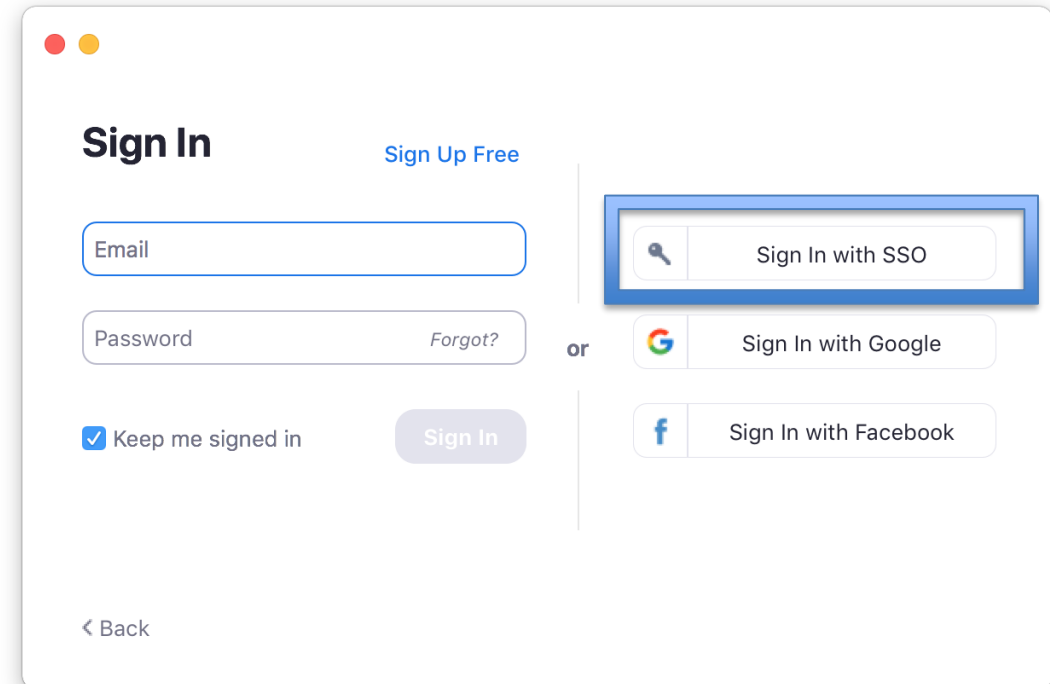 Sign In
Sign Up Free
Email
Password
Forgot?
Keep me signed in
Sign In
or
Sign In with SSO
Sign In with Google
Sign In with Facebook
Back